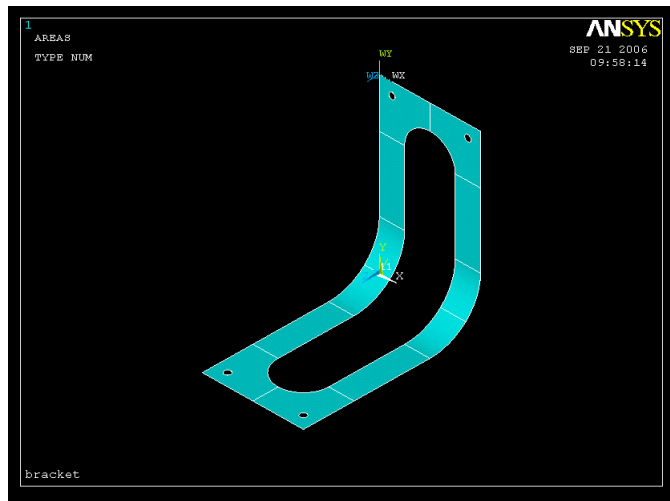 1
AREAS
TYPE NUM
ANSYS
SEP 21 2006
09:58:14
WY
WZ WX
Y
X
bracket